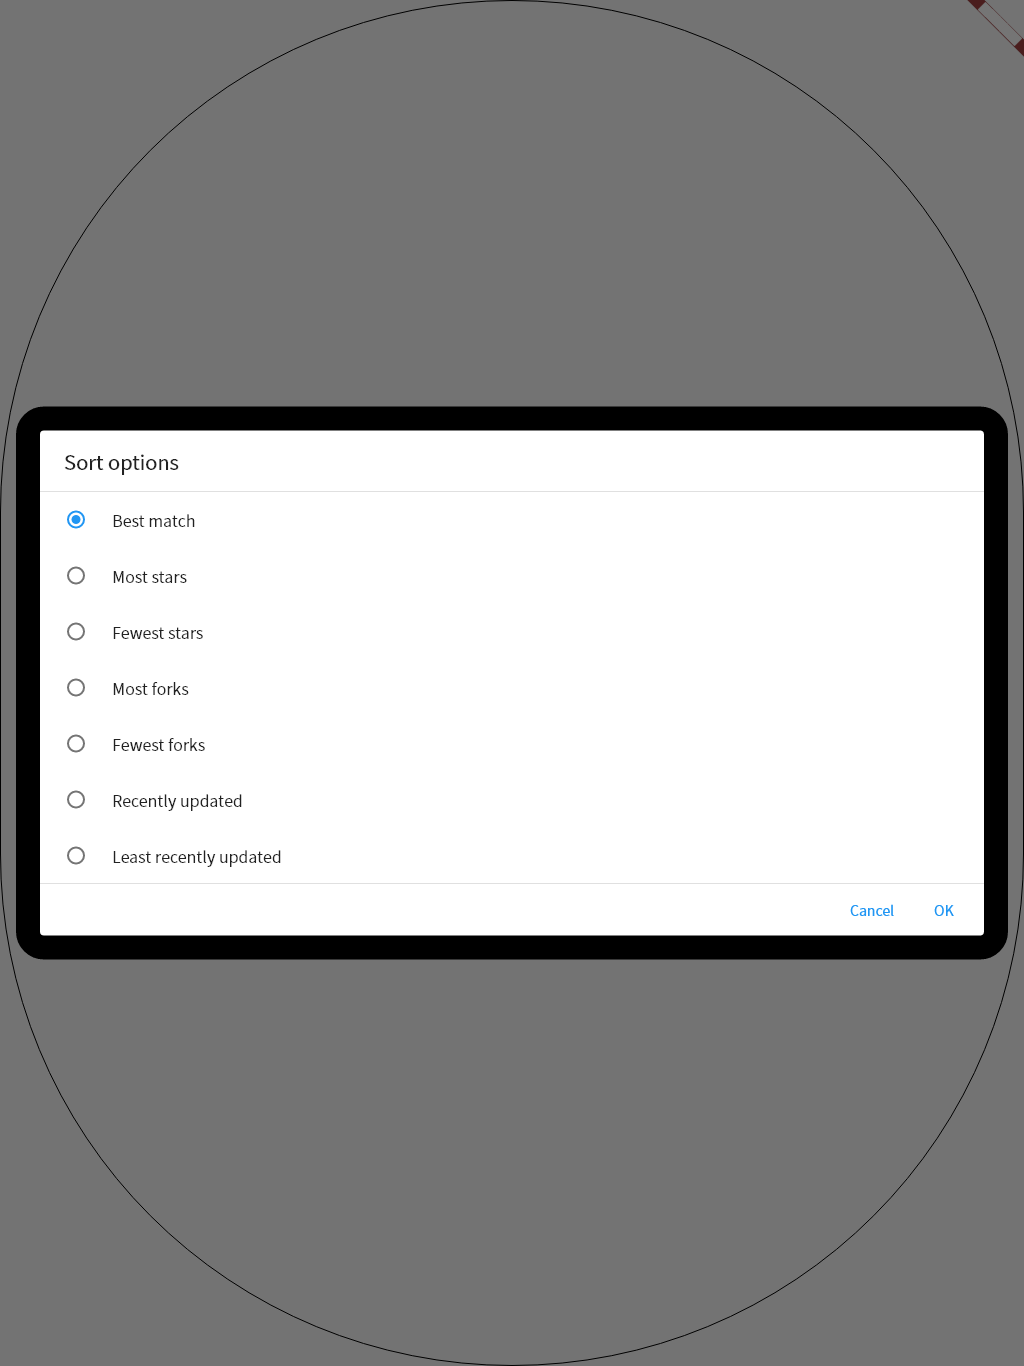 Sort options
Best match
Most stars
Fewest stars
Most forks
Fewest forks
Recently updated
Least recently updated
Cancel
OK